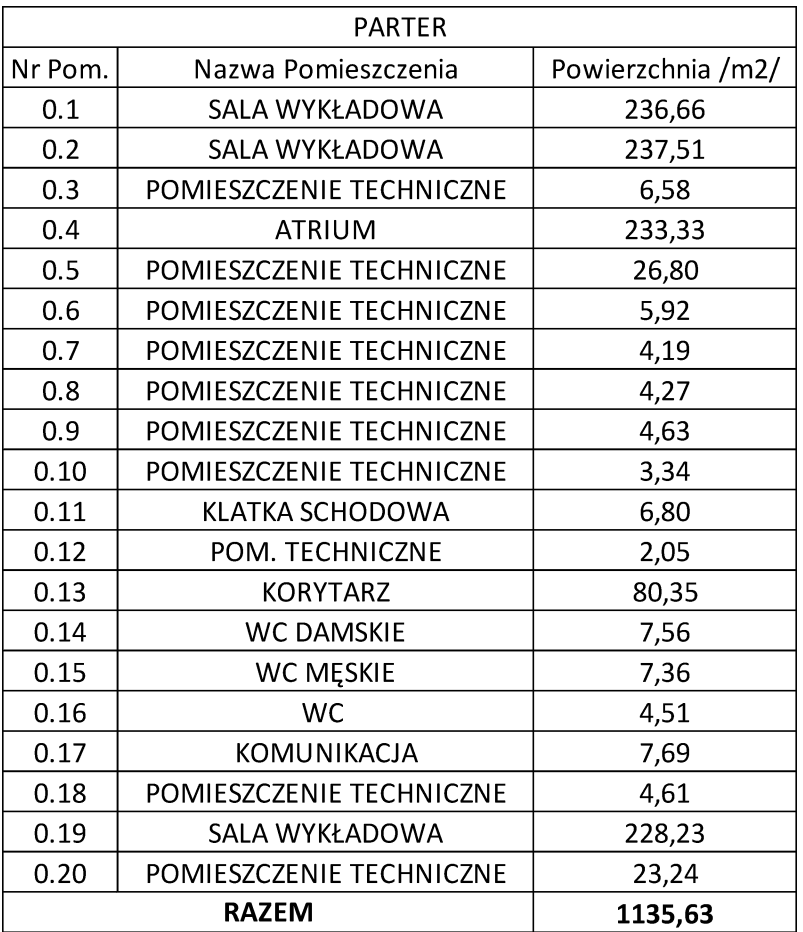 PARTER
Nr Pom. Nazwa Pomieszczenia Powierzchnia /m2/
0.1 SALA WYKŁADOWA 236,66
0.2 SALA WYKŁADOWA 237,51
0.3 POMIESZCZENIE TECHNICZNE 6,58
0.4 ATRIUM 233,33
0.5 POMIESZCZENIE TECHNICZNE 26,80
0.6 POMIESZCZENIE TECHNICZNE 5,92
0.7 POMIESZCZENIE TECHNICZNE 4,19
0.8 POMIESZCZENIE TECHNICZNE 4,27
0.9 POMIESZCZENIE TECHNICZNE 4,63
0.10 POMIESZCZENIE TECHNICZNE 3,34
0.11 KLATKA SCHODOWA 6,80
0.12 POM. TECHNICZNE 2,05
0.13 KORYTARZ 80,35
0.14 WC DAMSKIE 7,56
0.15 WC MĘSKIE 7,36
0.16 WC 4,51
0.17 KOMUNIKACJA 7,69
0.18 POMIESZCZENIE TECHNICZNE 4,61
0.19 SALA WYKŁADOWA 228,23
0.20 POMIESZCZENIE TECHNICZNE 23,24
RAZEM 1135,63